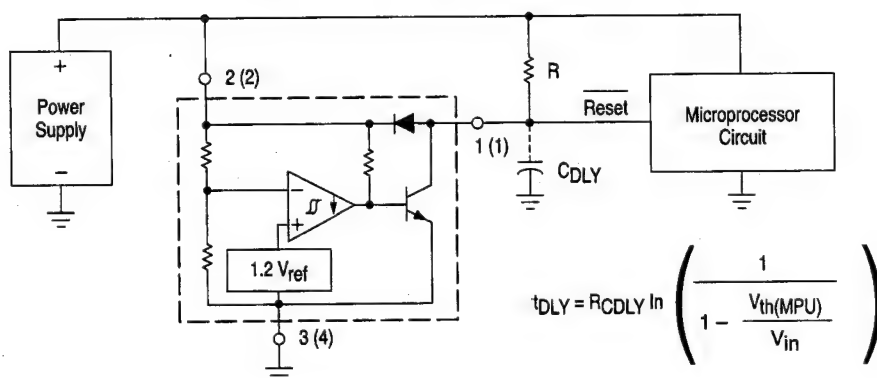 +
Power
Supply
−
2 (2)
R
Reset
Microprocessor
Circuit
1 (1)
CDLY
−
+
1.2 Vref
3 (4)
tDLY = RCDLY ln ( 1 / 1 − Vth(MPU) / Vin )